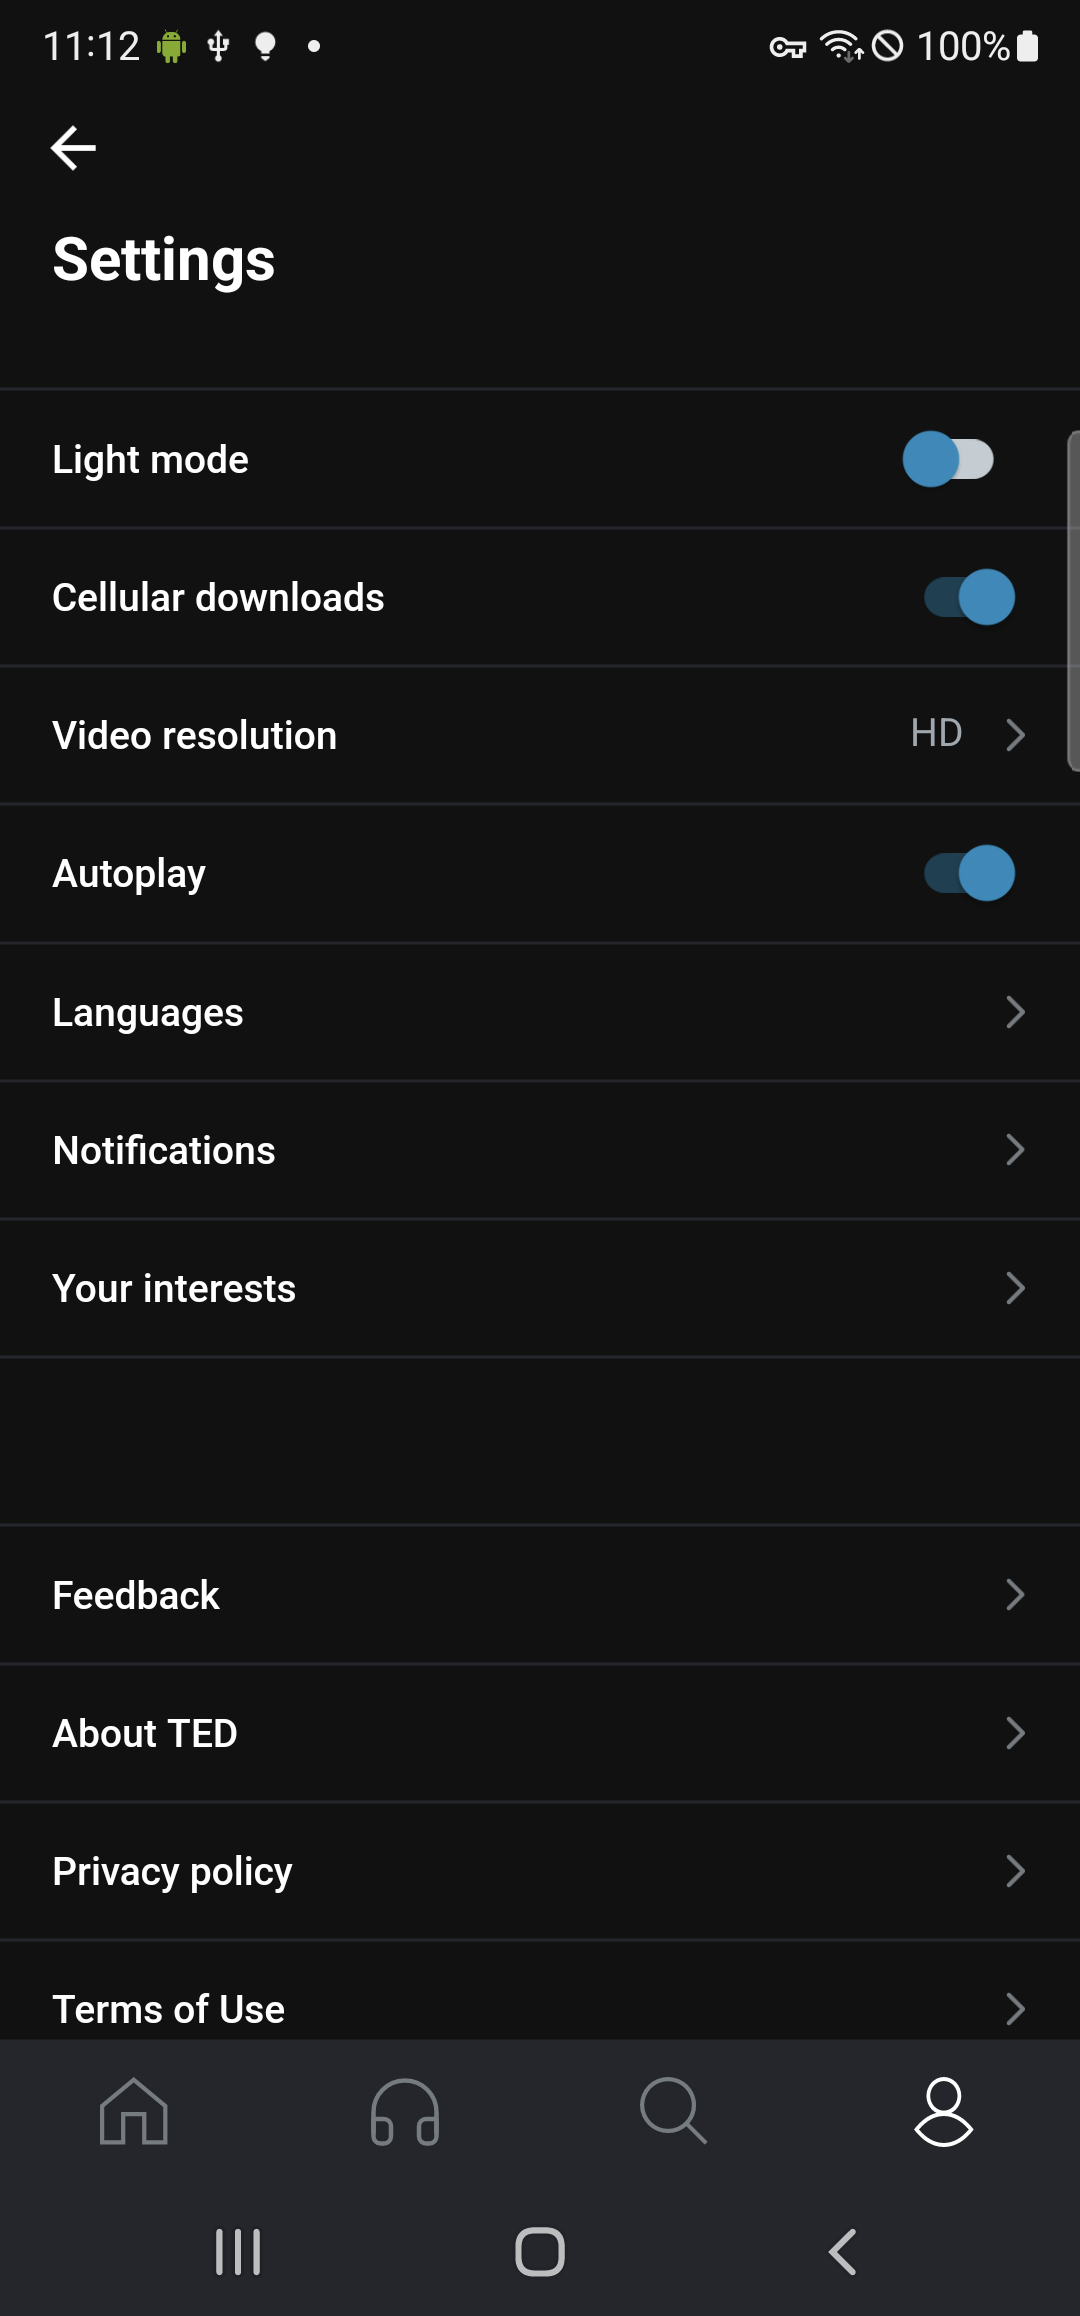 11:12 100%
Settings
Light mode
Cellular downloads
Video resolution HD
Autoplay
Languages
Notifications
Your interests
Feedback
About TED
Privacy policy
Terms of Use